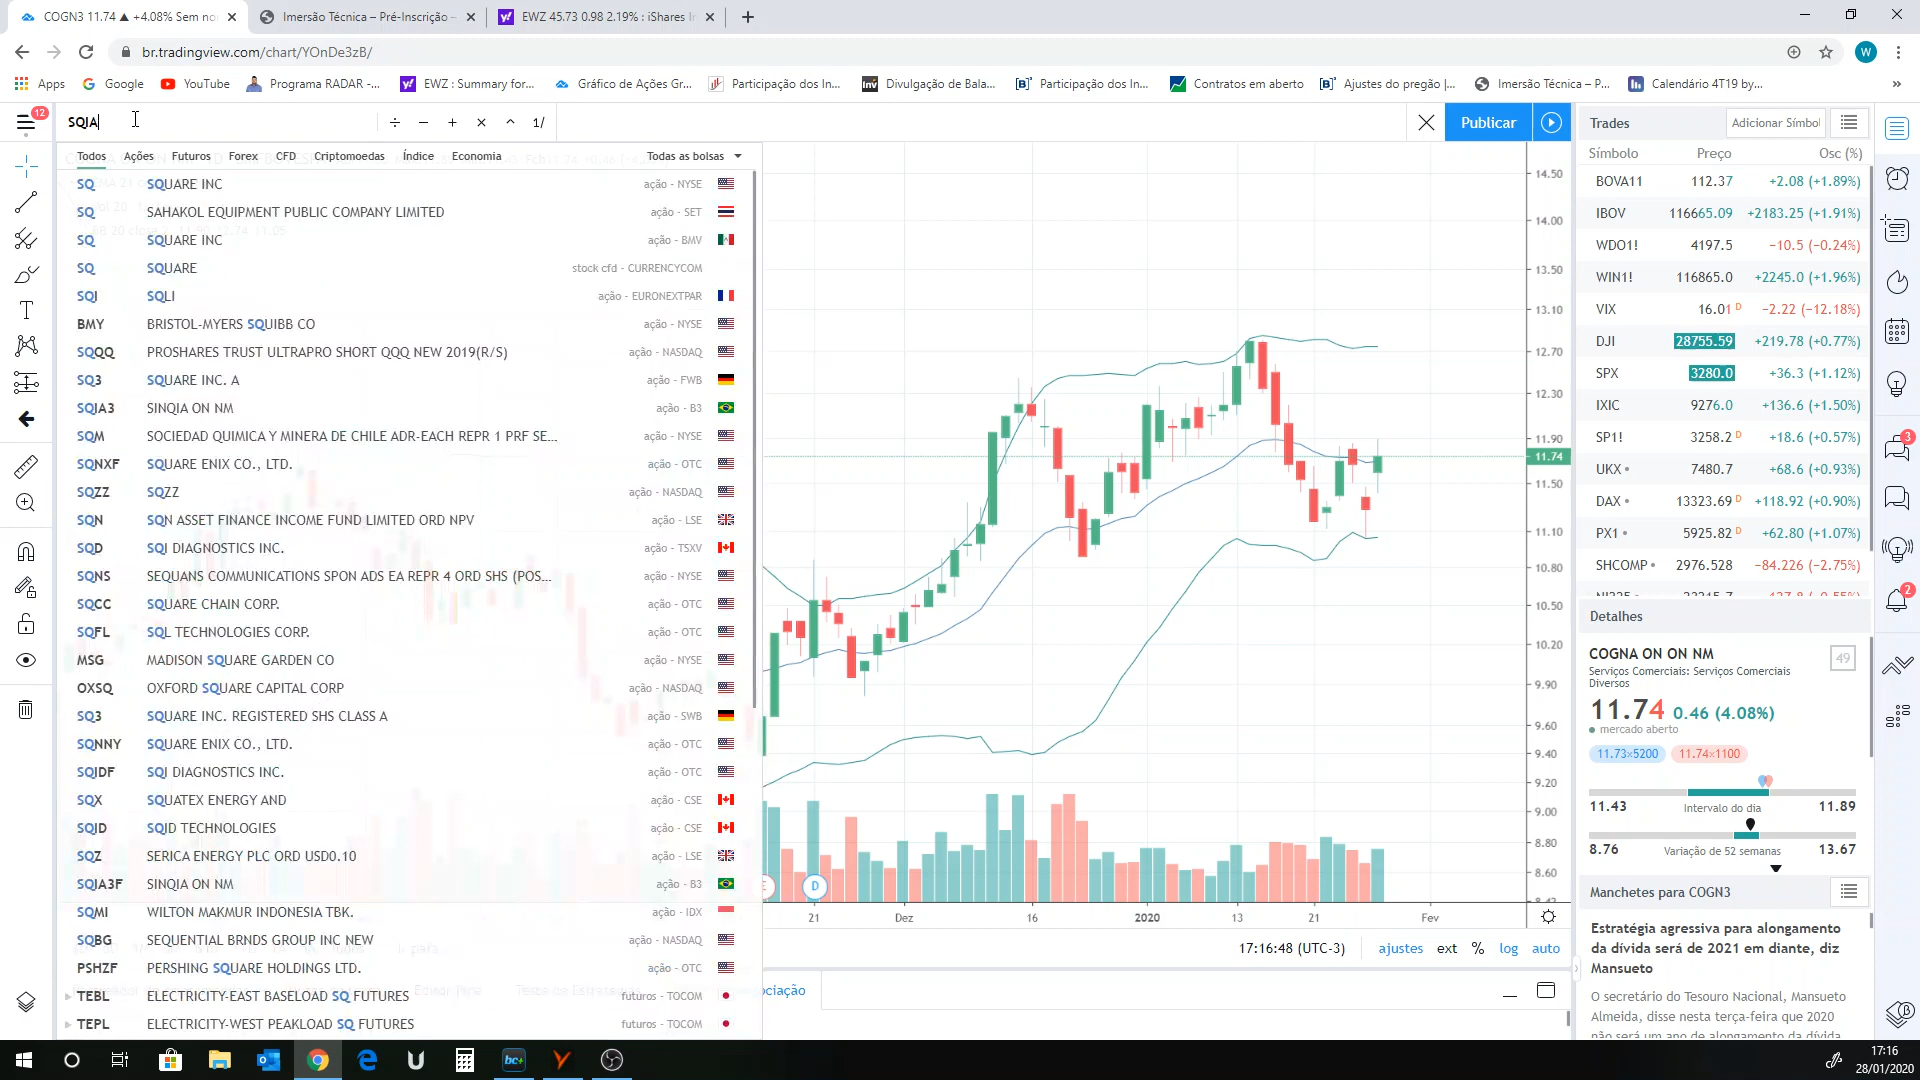 COGN3 11.74 ▲ +4.08% Sem no
Imersão Técnica – Pré-Inscrição –
EWZ 45.73 0.98 2.19% : iShares I
br.tradingview.com/chart/YOnDe3zB/
W
Apps
Google
YouTube
Programa RADAR -...
EWZ : Summary for...
Gráfico de Ações Gr...
Participação dos In...
Divulgação de Bala...
Participação dos In...
Contratos em aberto
Ajustes do pregão |...
Imersão Técnica – P...
Calendário 4T19 by...
»
12
SQIA
÷ − + × ^ 1/
Publicar
Todos Ações Futuros Forex CFD Criptomoedas Índice Economia Todas as bolsas
SQ SQUARE INC ação - NYSE
SQ SAHAKOL EQUIPMENT PUBLIC COMPANY LIMITED ação - SET
SQ SQUARE INC ação - BMV
SQ SQUARE stock cfd - CURRENCYCOM
SQI SQLI ação - EURONEXTPAR
BMY BRISTOL-MYERS SQUIBB CO ação - NYSE
SQQQ PROSHARES TRUST ULTRAPRO SHORT QQQ NEW 2019(R/S) ação - NASDAQ
SQ3 SQUARE INC. A ação - FWB
SQIA3 SINQIA ON NM ação - B3
SQM SOCIEDAD QUIMICA Y MINERA DE CHILE ADR-EACH REPR 1 PRF SE... ação - NYSE
SQNXF SQUARE ENIX CO., LTD. ação - OTC
SQZZ SQZZ ação - NASDAQ
SQN SQN ASSET FINANCE INCOME FUND LIMITED ORD NPV ação - LSE
SQD SQI DIAGNOSTICS INC. ação - TSXV
SQNS SEQUANS COMMUNICATIONS SPON ADS EA REPR 4 ORD SHS (POS... ação - NYSE
SQCC SQUARE CHAIN CORP. ação - OTC
SQFL SQL TECHNOLOGIES CORP. ação - OTC
MSG MADISON SQUARE GARDEN CO ação - NYSE
OXSQ OXFORD SQUARE CAPITAL CORP ação - NASDAQ
SQ3 SQUARE INC. REGISTERED SHS CLASS A ação - SWB
SQNNY SQUARE ENIX CO., LTD. ação - OTC
SQIDF SQI DIAGNOSTICS INC. ação - OTC
SQX SQUATEX ENERGY AND ação - CSE
SQID SQID TECHNOLOGIES ação - CSE
SQZ SERICA ENERGY PLC ORD USD0.10 ação - LSE
SQIA3F SINQIA ON NM ação - B3
SQMI WILTON MAKMUR INDONESIA TBK. ação - IDX
SQBG SEQUENTIAL BRNDS GROUP INC NEW ação - NASDAQ
PSHZF PERSHING SQUARE HOLDINGS LTD. ação - OTC
TEBL ELECTRICITY-EAST BASELOAD SQ FUTURES futuros - TOCOM
TEPL ELECTRICITY-WEST PEAKLOAD SQ FUTURES futuros - TOCOM
14.50
14.00
13.50
13.10
12.70
12.30
11.90
11.74
11.50
11.10
10.80
10.50
10.20
9.90
9.60
9.40
9.20
9.00
8.80
8.60
E
D
21 Dez 16 2020 13 21 Fev
17:16:48 (UTC-3) ajustes ext % log auto
ociação
Trades
Adicionar Símbol
Símbolo Preço Osc (%)
BOVA11 112.37 +2.08 (+1.89%)
IBOV 116665.09 +2183.25 (+1.91%)
WDO1! 4197.5 −10.5 (−0.24%)
WIN1! 116865.0 +2245.0 (+1.96%)
VIX 16.01 D −2.22 (−12.18%)
DJI 28755.59 +219.78 (+0.77%)
SPX 3280.0 +36.3 (+1.12%)
IXIC 9276.0 +136.6 (+1.50%)
SP1! 3258.2 D +18.6 (+0.57%)
UKX 7480.7 +68.6 (+0.93%)
DAX 13323.69 D +118.92 (+0.90%)
PX1 5925.82 D +62.80 (+1.07%)
SHCOMP 2976.528 −84.226 (−2.75%)
Detalhes
COGNA ON ON NM
49
Serviços Comerciais: Serviços Comerciais
Diversos
11.74 0.46 (4.08%)
mercado aberto
11.73×5200 11.74×1100
11.43 Intervalo do dia 11.89
8.76 Variação de 52 semanas 13.67
Manchetes para COGN3
Estratégia agressiva para alongamento
da dívida será de 2021 em diante, diz
Mansueto
O secretário do Tesouro Nacional, Mansueto
Almeida, disse nesta terça-feira que 2020
não será um ano de alongamento da dívida
3
2
17:16
28/01/2020